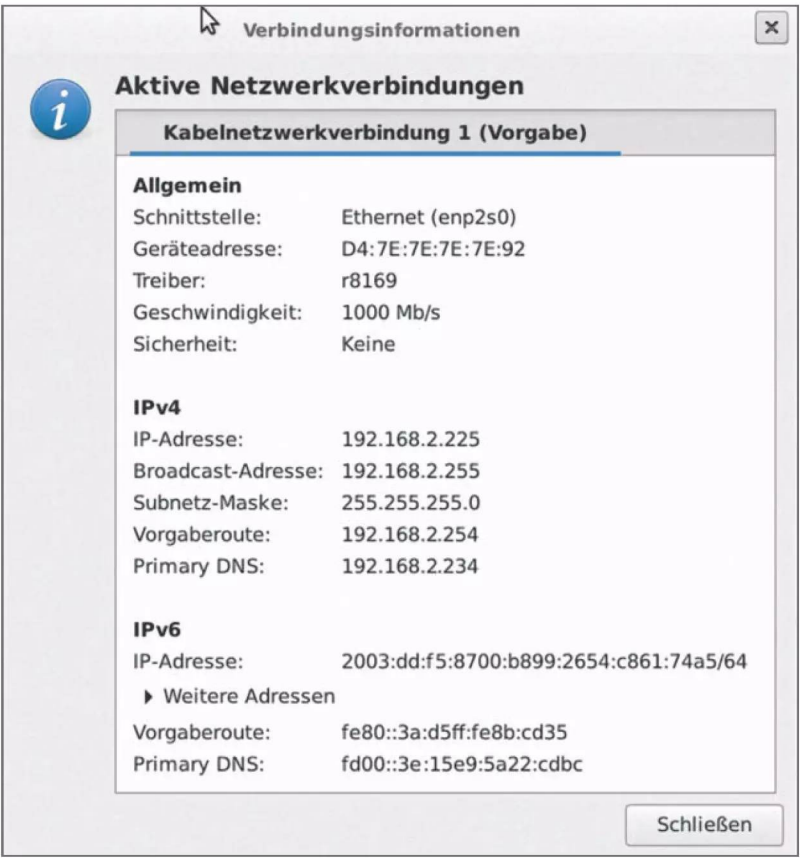 Verbindungsinformationen
Aktive Netzwerkverbindungen
Kabelnetzwerkverbindung 1 (Vorgabe)
Allgemein
Schnittstelle: Ethernet (enp2s0)
Geräteadresse: D4:7E:7E:7E:7E:92
Treiber: r8169
Geschwindigkeit: 1000 Mb/s
Sicherheit: Keine
IPv4
IP-Adresse: 192.168.2.225
Broadcast-Adresse: 192.168.2.255
Subnetz-Maske: 255.255.255.0
Vorgaberoute: 192.168.2.254
Primary DNS: 192.168.2.234
IPv6
IP-Adresse: 2003:dd:f5:8700:b899:2654:c861:74a5/64
Weitere Adressen
Vorgaberoute: fe80::3a:d5ff:fe8b:cd35
Primary DNS: fd00::3e:15e9:5a22:cdbc
Schließen